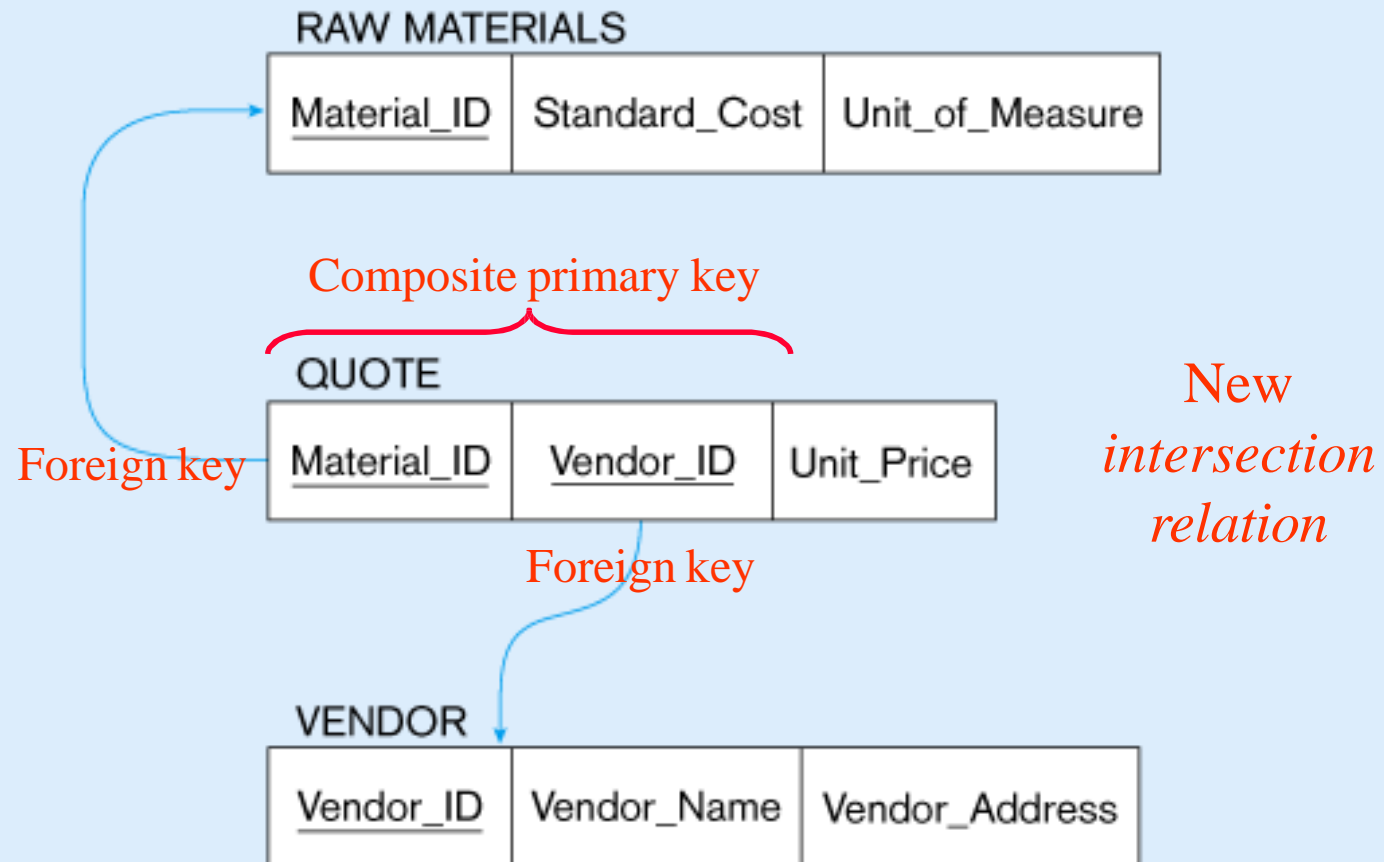 RAW MATERIALS
Material_ID Standard_Cost Unit_of_Measure
Composite primary key
QUOTE
Foreign key Material_ID Vendor_ID Unit_Price
New
intersection
relation
Foreign key
VENDOR
Vendor_ID Vendor_Name Vendor_Address